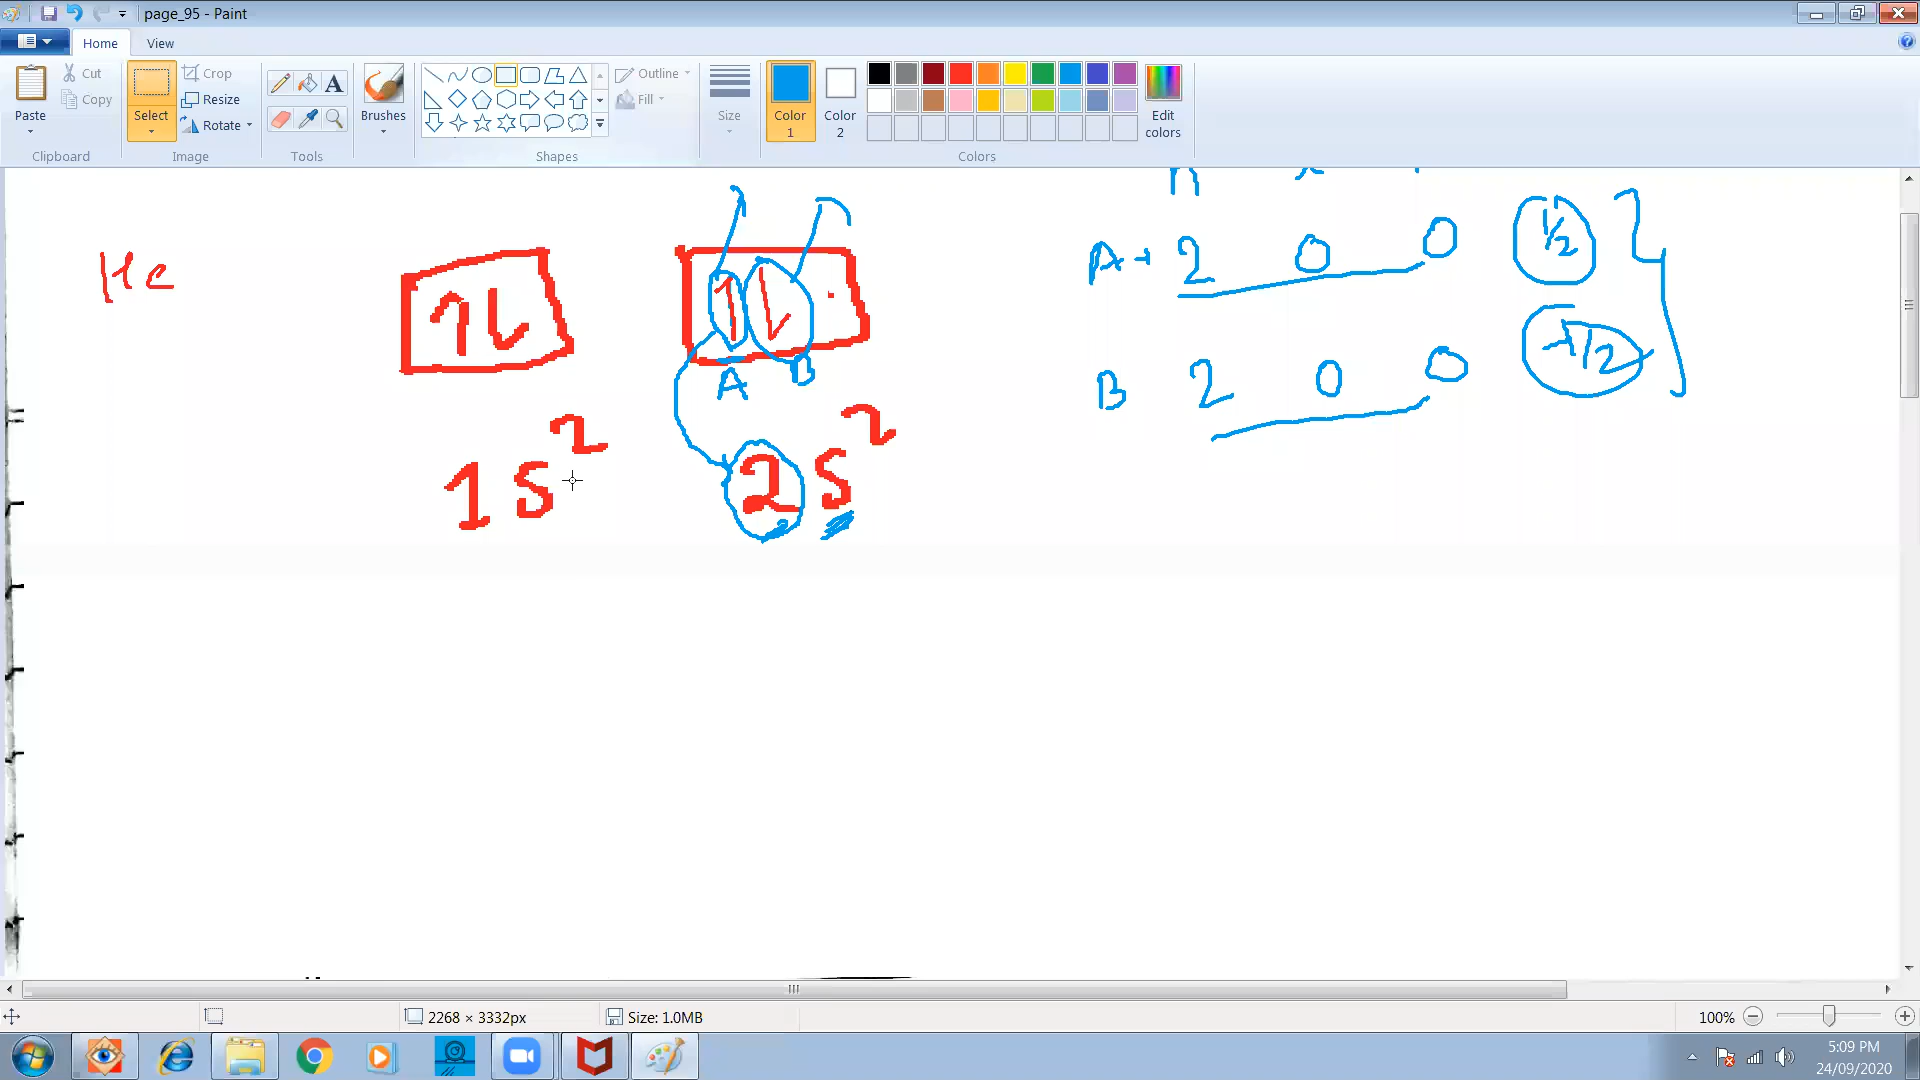 page_95 - Paint
Home View
Paste Cut Copy Clipboard
Select Crop Resize Rotate Image
Tools
Brushes
Shapes
Outline Fill
Size
Color 1 Color 2
Edit colors
Colors
He
A 2 0 0 1/2
B 2 0 0 -1/2
A B
1s² 2s²
2268 × 3332px Size: 1.0MB 100%
5:09 PM
24/09/2020